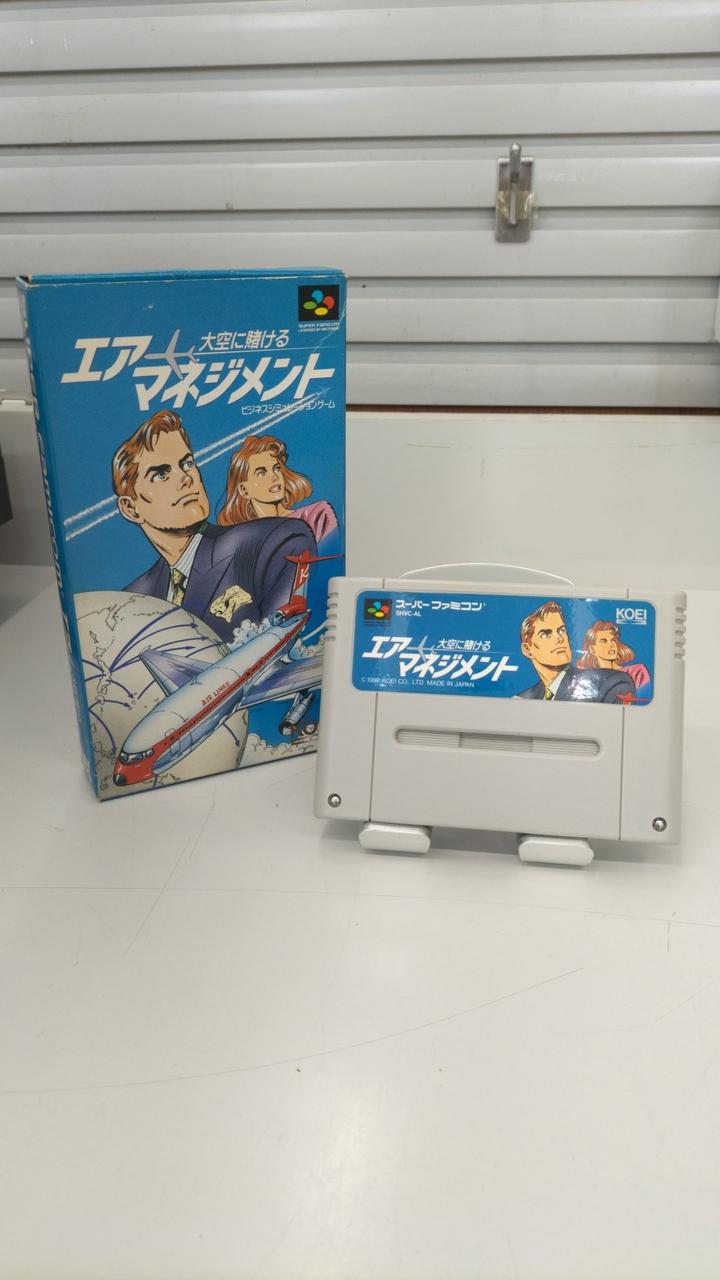 SUPER FAMICOM
LICENSED BY NINTENDO
大空に賭ける
エア
マネジメント
ビジネスシミュレーションゲーム
AIR LINES
スーパーファミコン
SHVC-AL
KOEI
大空に賭ける
エア
マネジメント
KOEI CO., LTD. MADE IN JAPAN